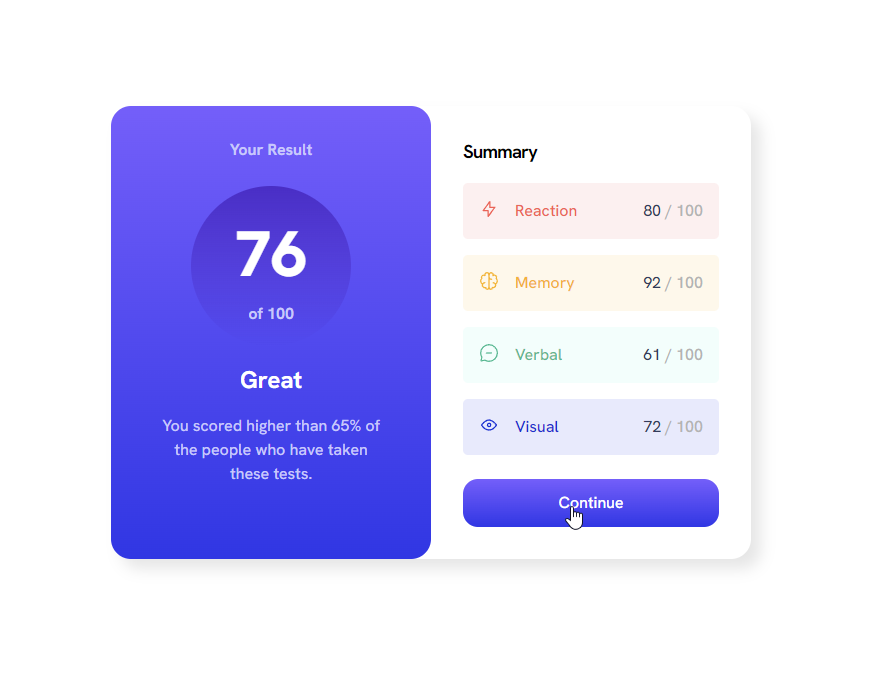 Your Result
76
of 100
Great
You scored higher than 65% of
the people who have taken
these tests.
Summary
Reaction 80 / 100
Memory 92 / 100
Verbal 61 / 100
Visual 72 / 100
Continue